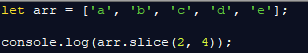 let arr = ['a', 'b', 'c', 'd', 'e'];
console.log(arr.slice(2, 4));